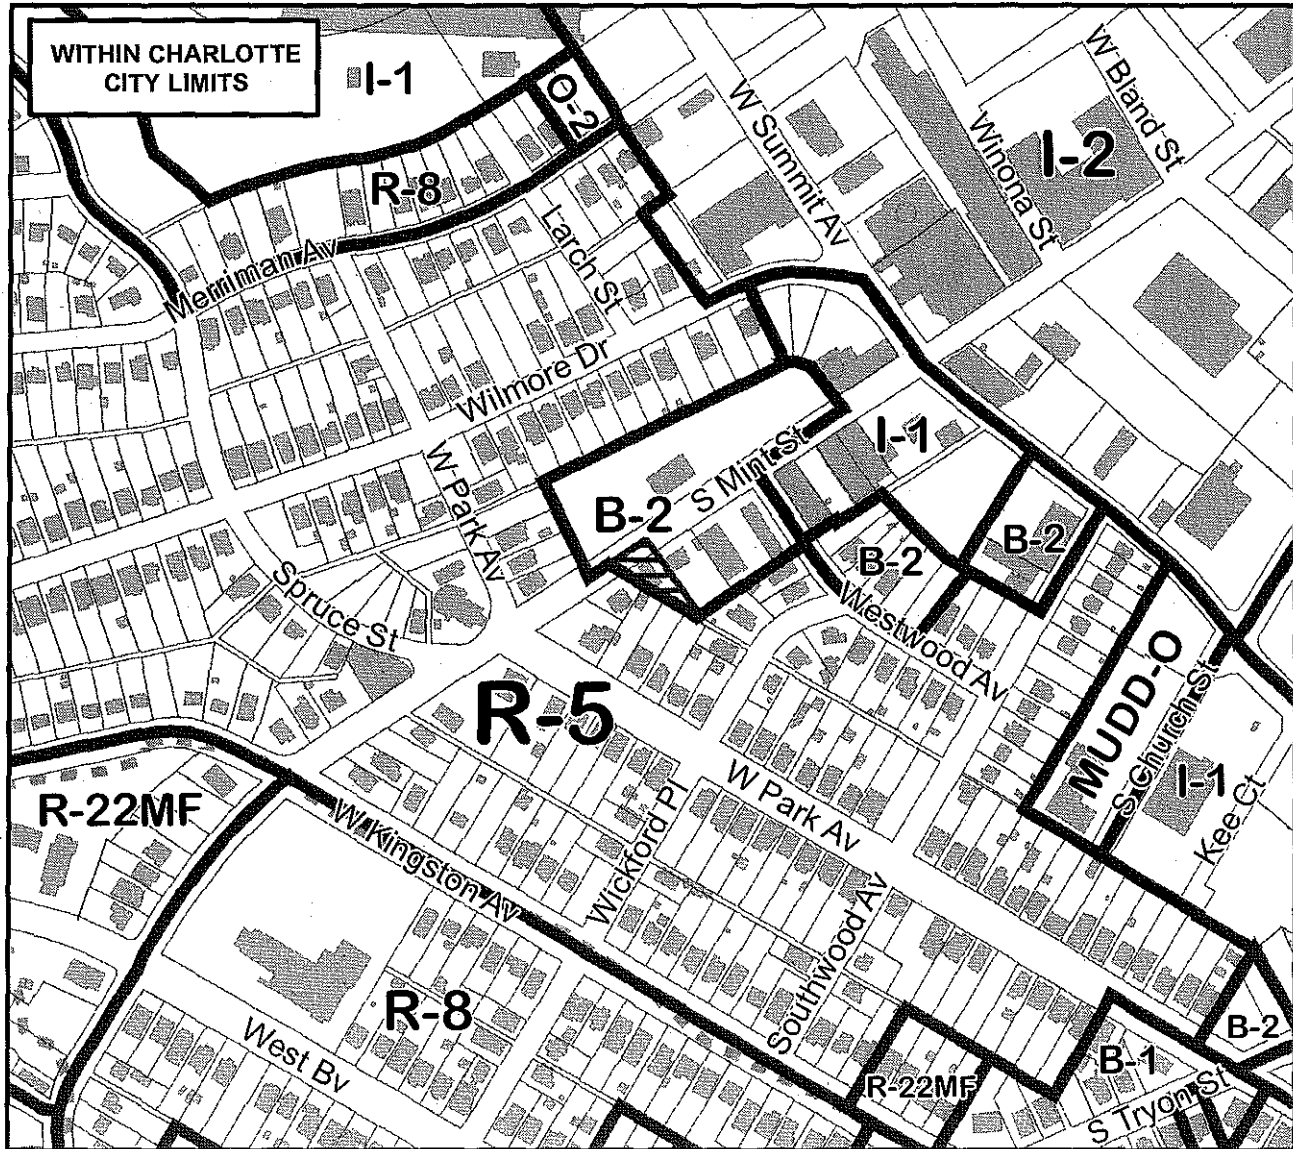 WITHIN CHARLOTTE
CITY LIMITS
I-1
O-2
W Bland St
W Summit Av
Winona St
I-2
R-8
Larch St
Merriman Av
Wilmore Dr
I-1
S Mint St
W Park Av
B-2
B-2
B-2
Spruce St
Westwood Av
R-5
MUDD-O
S Church St
I-1
Kee Ct
R-22MF
W Kingston Av
Wickford Pl
W Park Av
Southwood Av
R-8
West Bv
R-22MF
B-1
B-2
S Tryon St